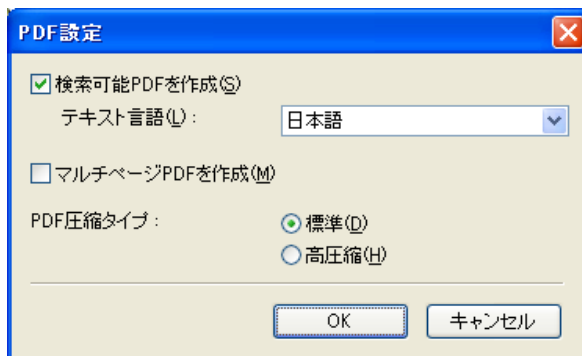 PDF設定
検索可能PDFを作成(S)
テキスト言語(L)：
日本語
マルチページPDFを作成(M)
PDF圧縮タイプ：
標準(D)
高圧縮(H)
OK
キャンセル